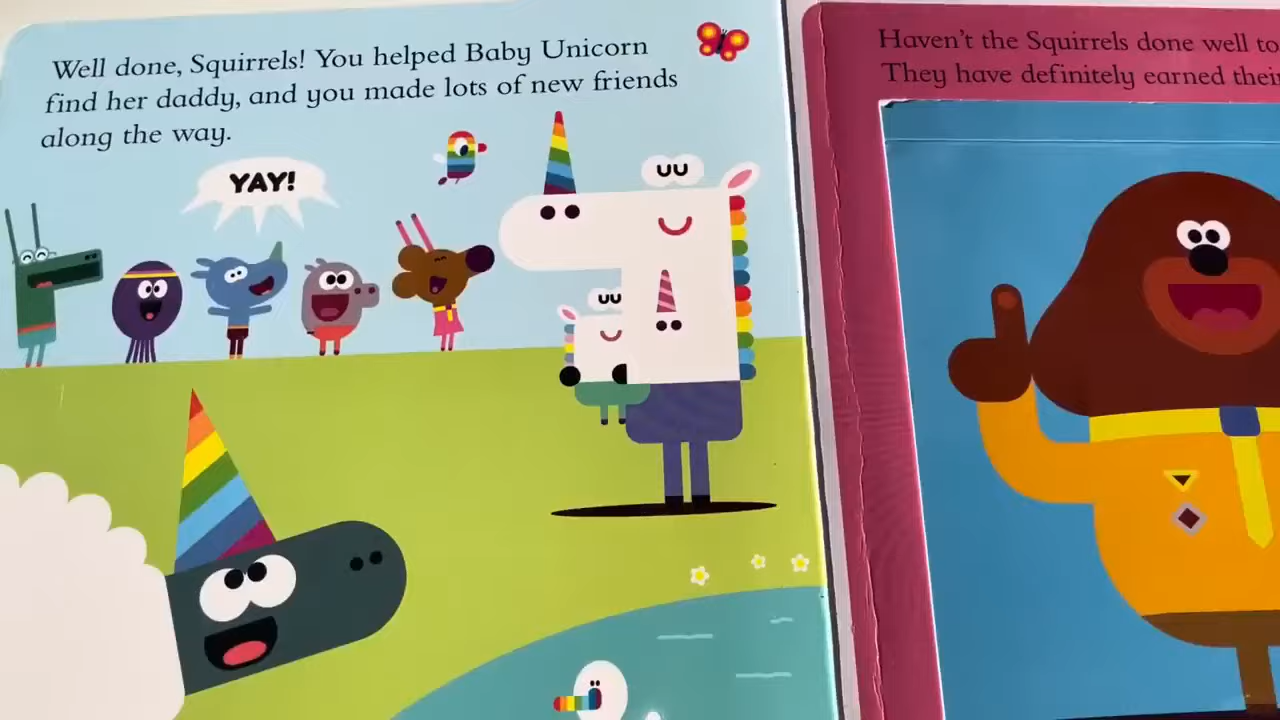 Well done, Squirrels! You helped Baby Unicorn
find her daddy, and you made lots of new friends
along the way.
YAY!
Haven't the Squirrels done well to
They have definitely earned their